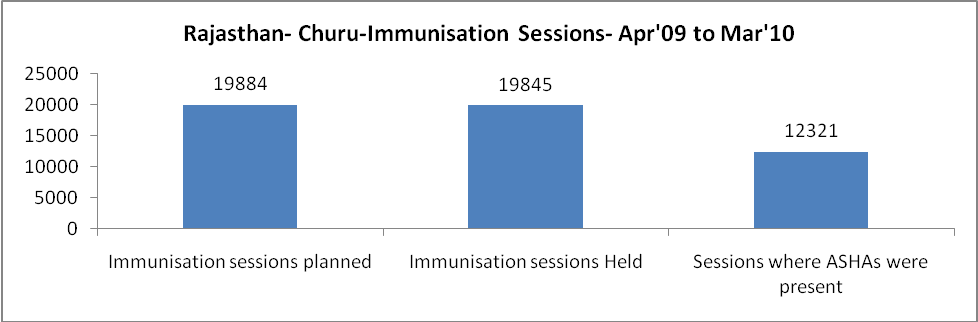 Rajasthan- Churu-Immunisation Sessions- Apr'09 to Mar'10
25000
20000
15000
10000
5000
0
19884
19845
12321
Immunisation sessions planned
Immunisation sessions Held
Sessions where ASHAs were
present